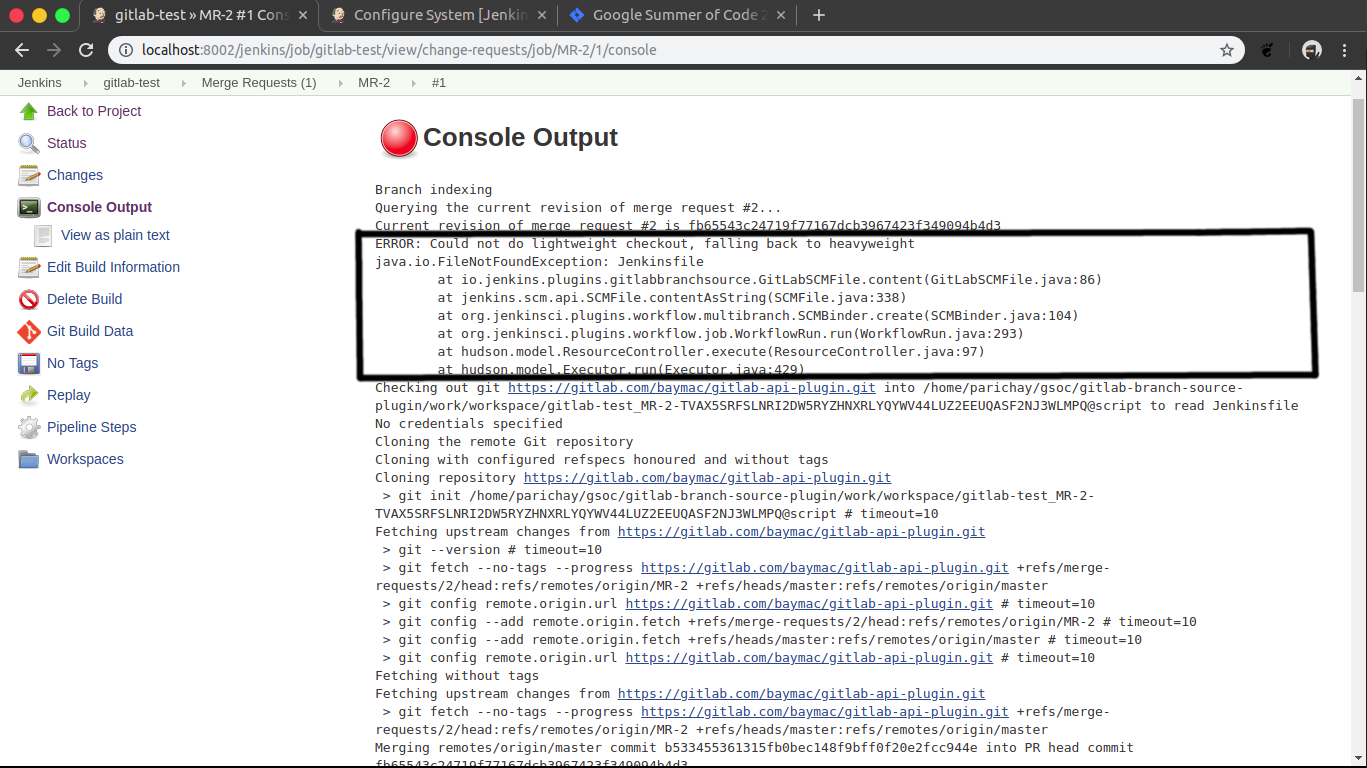 gitlab-test » MR-2 #1 Cons
Configure System [Jenkin
Google Summer of Code 2
localhost:8002/jenkins/job/gitlab-test/view/change-requests/job/MR-2/1/console
Jenkins gitlab-test Merge Requests (1) MR-2 #1
Back to Project
Status
Changes
Console Output
View as plain text
Edit Build Information
Delete Build
Git Build Data
No Tags
Replay
Pipeline Steps
Workspaces
Console Output
Branch indexing
Querying the current revision of merge request #2...
Current revision of merge request #2 is fb65543c24719f77167dcb3967423f349094b4d3
ERROR: Could not do lightweight checkout, falling back to heavyweight
java.io.FileNotFoundException: Jenkinsfile
at io.jenkins.plugins.gitlabbranchsource.GitLabSCMFile.content(GitLabSCMFile.java:86)
at jenkins.scm.api.SCMFile.contentAsString(SCMFile.java:338)
at org.jenkinsci.plugins.workflow.multibranch.SCMBinder.create(SCMBinder.java:104)
at org.jenkinsci.plugins.workflow.job.WorkflowRun.run(WorkflowRun.java:293)
at hudson.model.ResourceController.execute(ResourceController.java:97)
at hudson.model.Executor.run(Executor.java:429)
Checking out git https://gitlab.com/baymac/gitlab-api-plugin.git into /home/parichay/gsoc/gitlab-branch-source-
plugin/work/workspace/gitlab-test_MR-2-TVAX5SRFSLNRI2DW5RYZHNXRLYQYWV44LUZ2EEUQASF2NJ3WLMPQ@script to read Jenkinsfile
No credentials specified
Cloning the remote Git repository
Cloning with configured refspecs honoured and without tags
Cloning repository https://gitlab.com/baymac/gitlab-api-plugin.git
> git init /home/parichay/gsoc/gitlab-branch-source-plugin/work/workspace/gitlab-test_MR-2-
TVAX5SRFSLNRI2DW5RYZHNXRLYQYWV44LUZ2EEUQASF2NJ3WLMPQ@script # timeout=10
Fetching upstream changes from https://gitlab.com/baymac/gitlab-api-plugin.git
> git --version # timeout=10
> git fetch --no-tags --progress https://gitlab.com/baymac/gitlab-api-plugin.git +refs/merge-
requests/2/head:refs/remotes/origin/MR-2 +refs/heads/master:refs/remotes/origin/master
> git config remote.origin.url https://gitlab.com/baymac/gitlab-api-plugin.git # timeout=10
> git config --add remote.origin.fetch +refs/merge-requests/2/head:refs/remotes/origin/MR-2 # timeout=10
> git config --add remote.origin.fetch +refs/heads/master:refs/remotes/origin/master # timeout=10
> git config remote.origin.url https://gitlab.com/baymac/gitlab-api-plugin.git # timeout=10
Fetching without tags
Fetching upstream changes from https://gitlab.com/baymac/gitlab-api-plugin.git
> git fetch --no-tags --progress https://gitlab.com/baymac/gitlab-api-plugin.git +refs/merge-
requests/2/head:refs/remotes/origin/MR-2 +refs/heads/master:refs/remotes/origin/master
Merging remotes/origin/master commit b533455361315fb0bec148f9bff0f20e2fcc944e into PR head commit
fb65543c24719f77167dcb3967423f349094b4d3